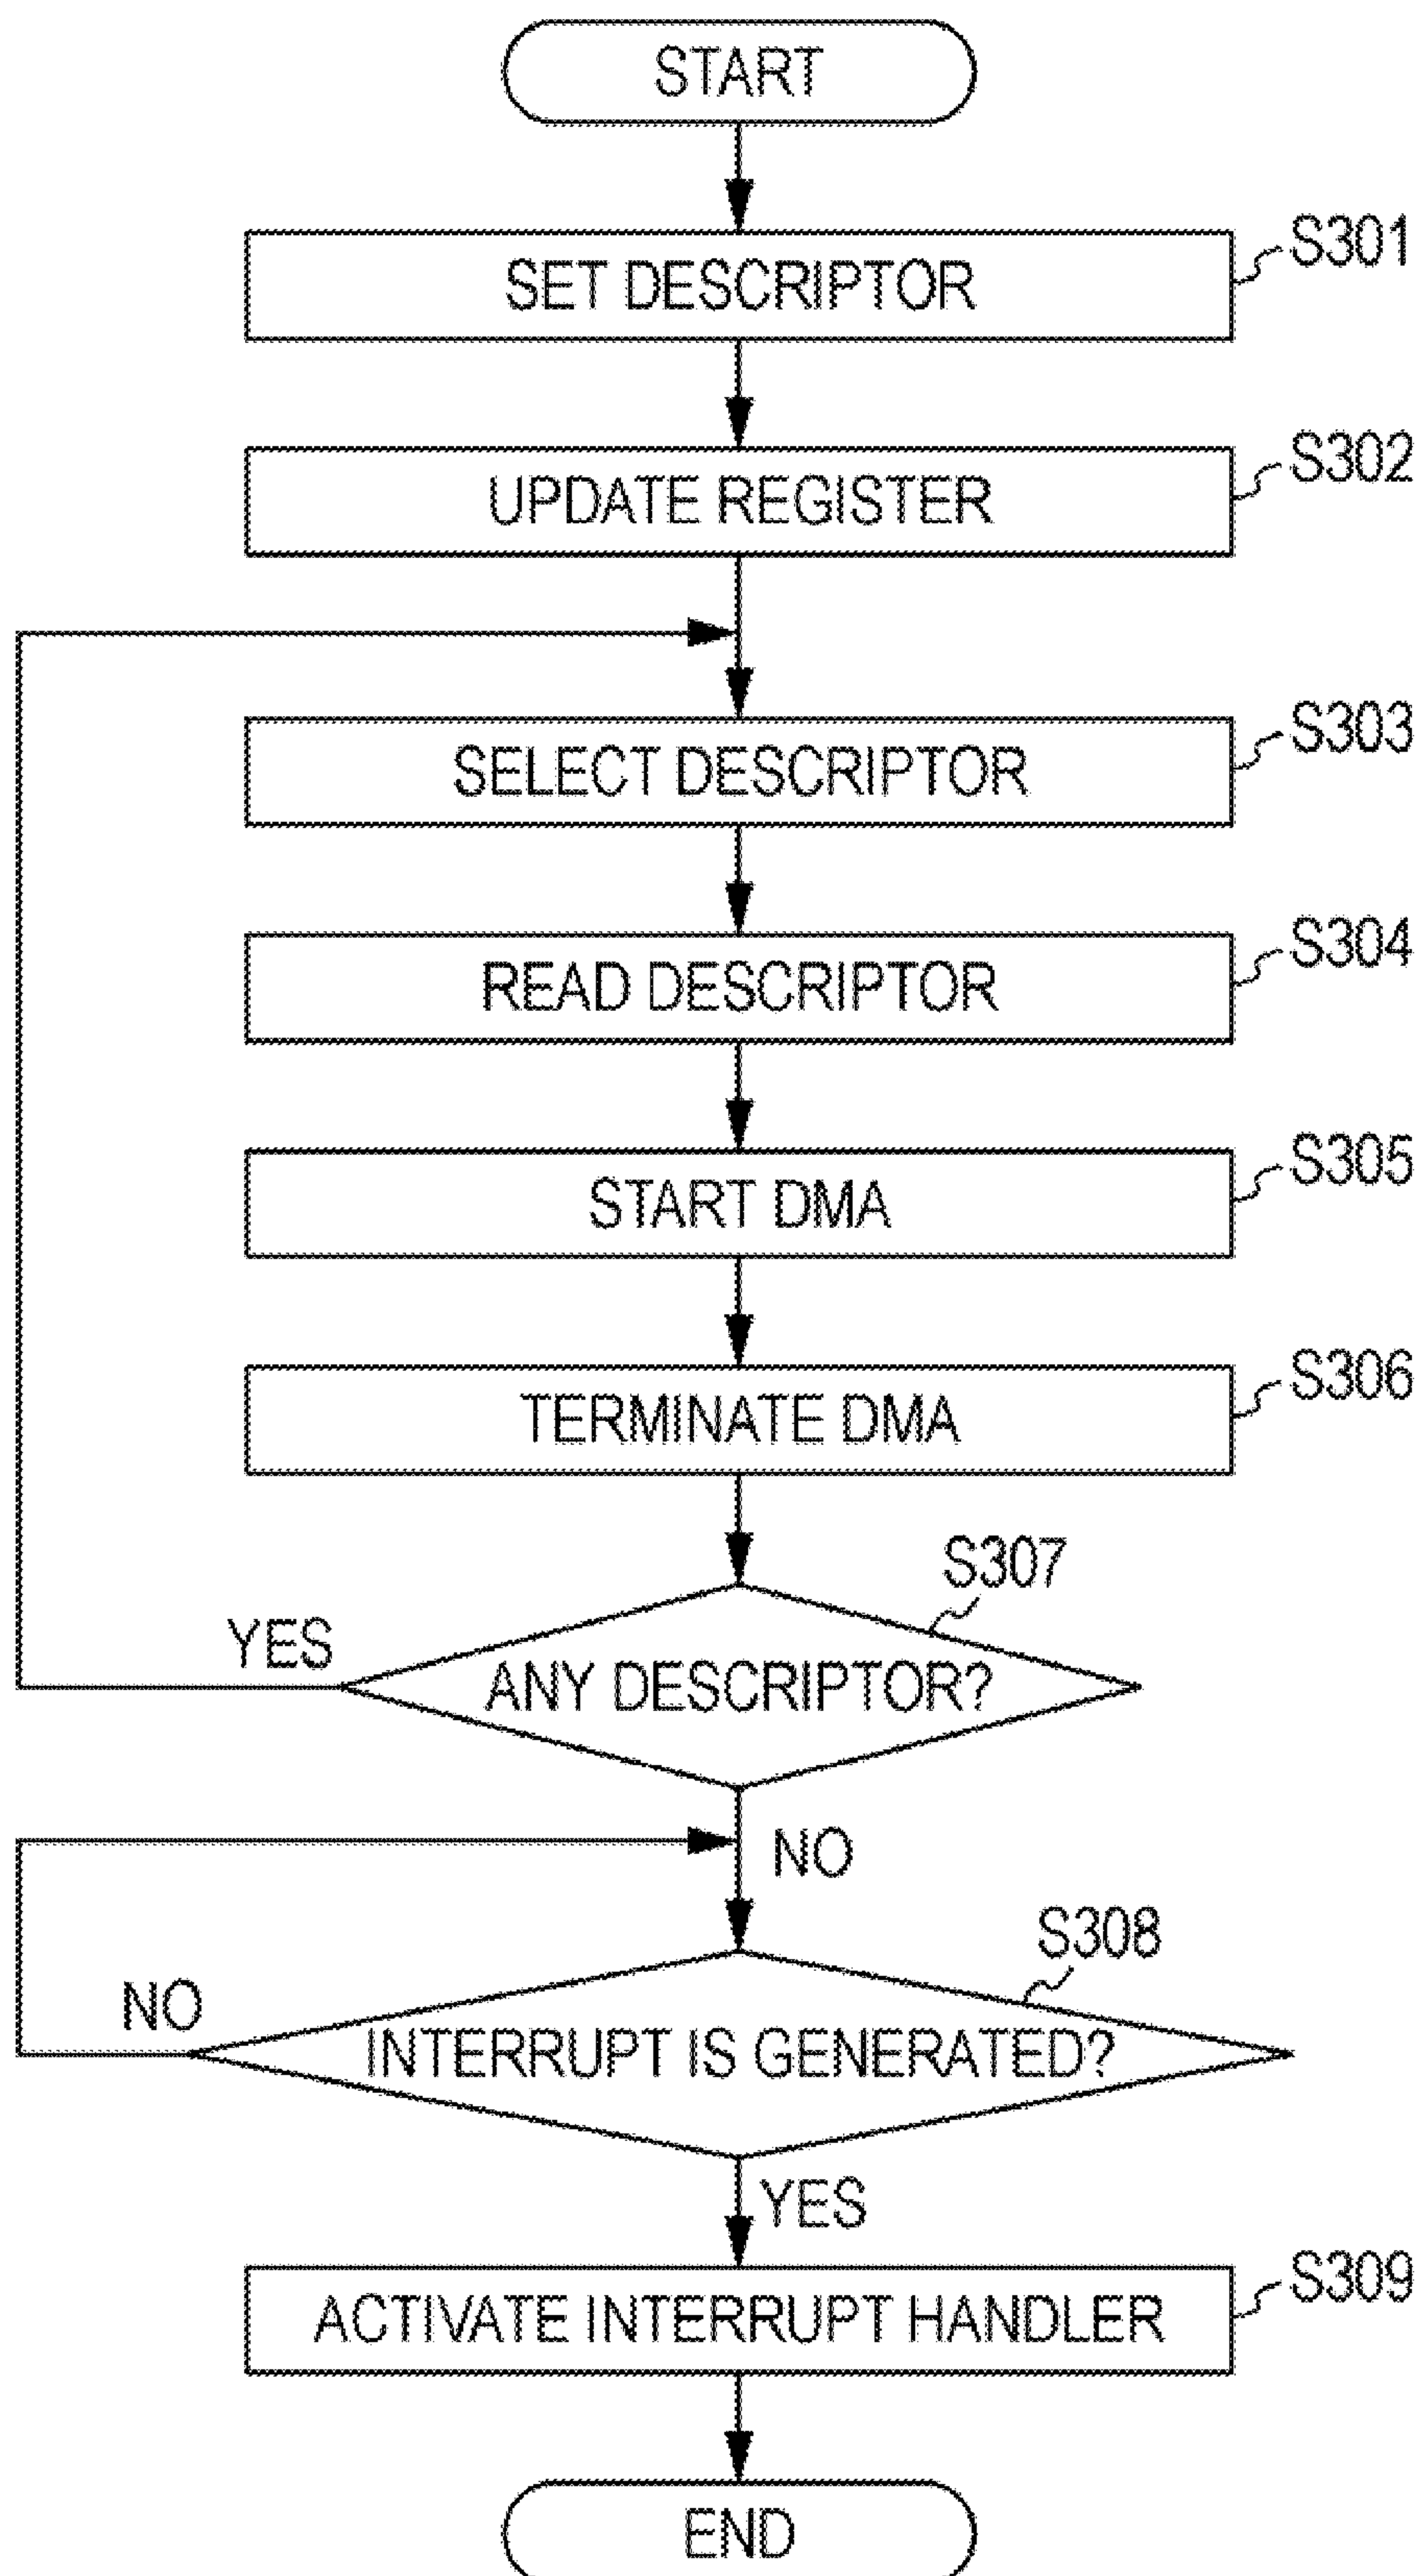 START
SET DESCRIPTOR
S301
UPDATE REGISTER
S302
SELECT DESCRIPTOR
S303
READ DESCRIPTOR
S304
START DMA
S305
TERMINATE DMA
S306
S307
YES
ANY DESCRIPTOR?
NO
S308
NO
INTERRUPT IS GENERATED?
YES
ACTIVATE INTERRUPT HANDLER
S309
END